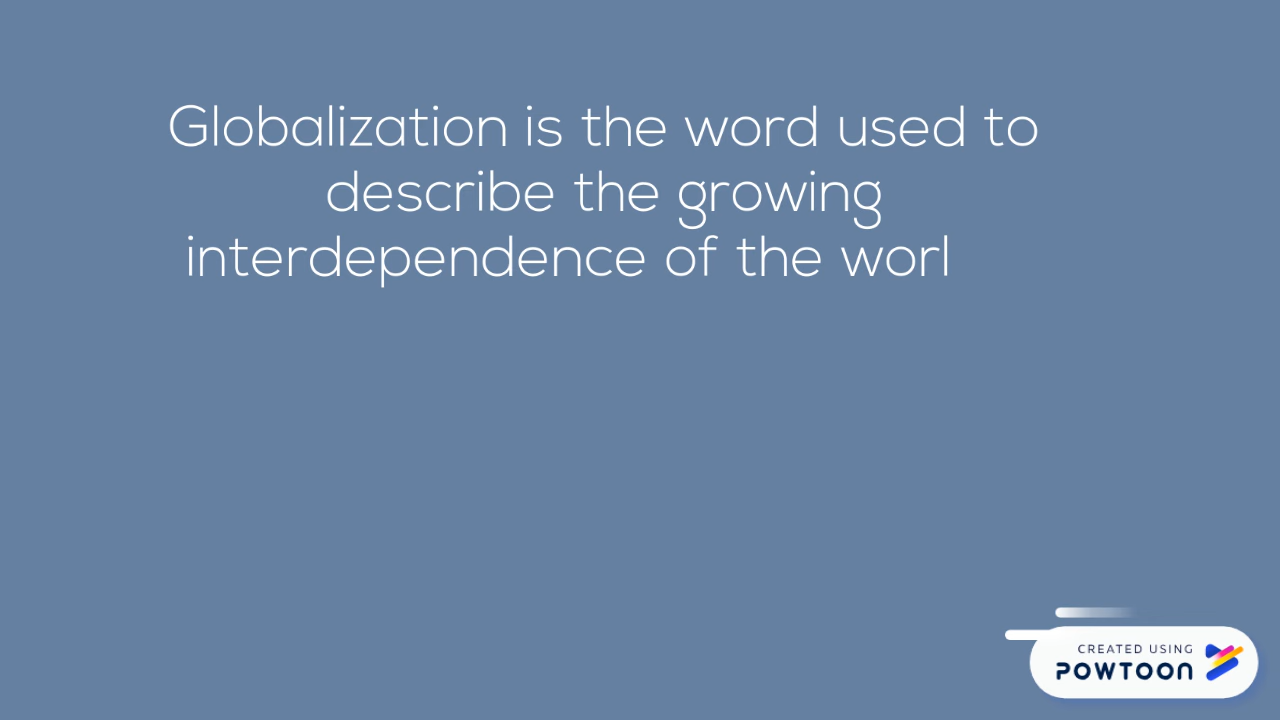 Globalization is the word used to
describe the growing
interdependence of the worl
CREATED USING
POWTOON